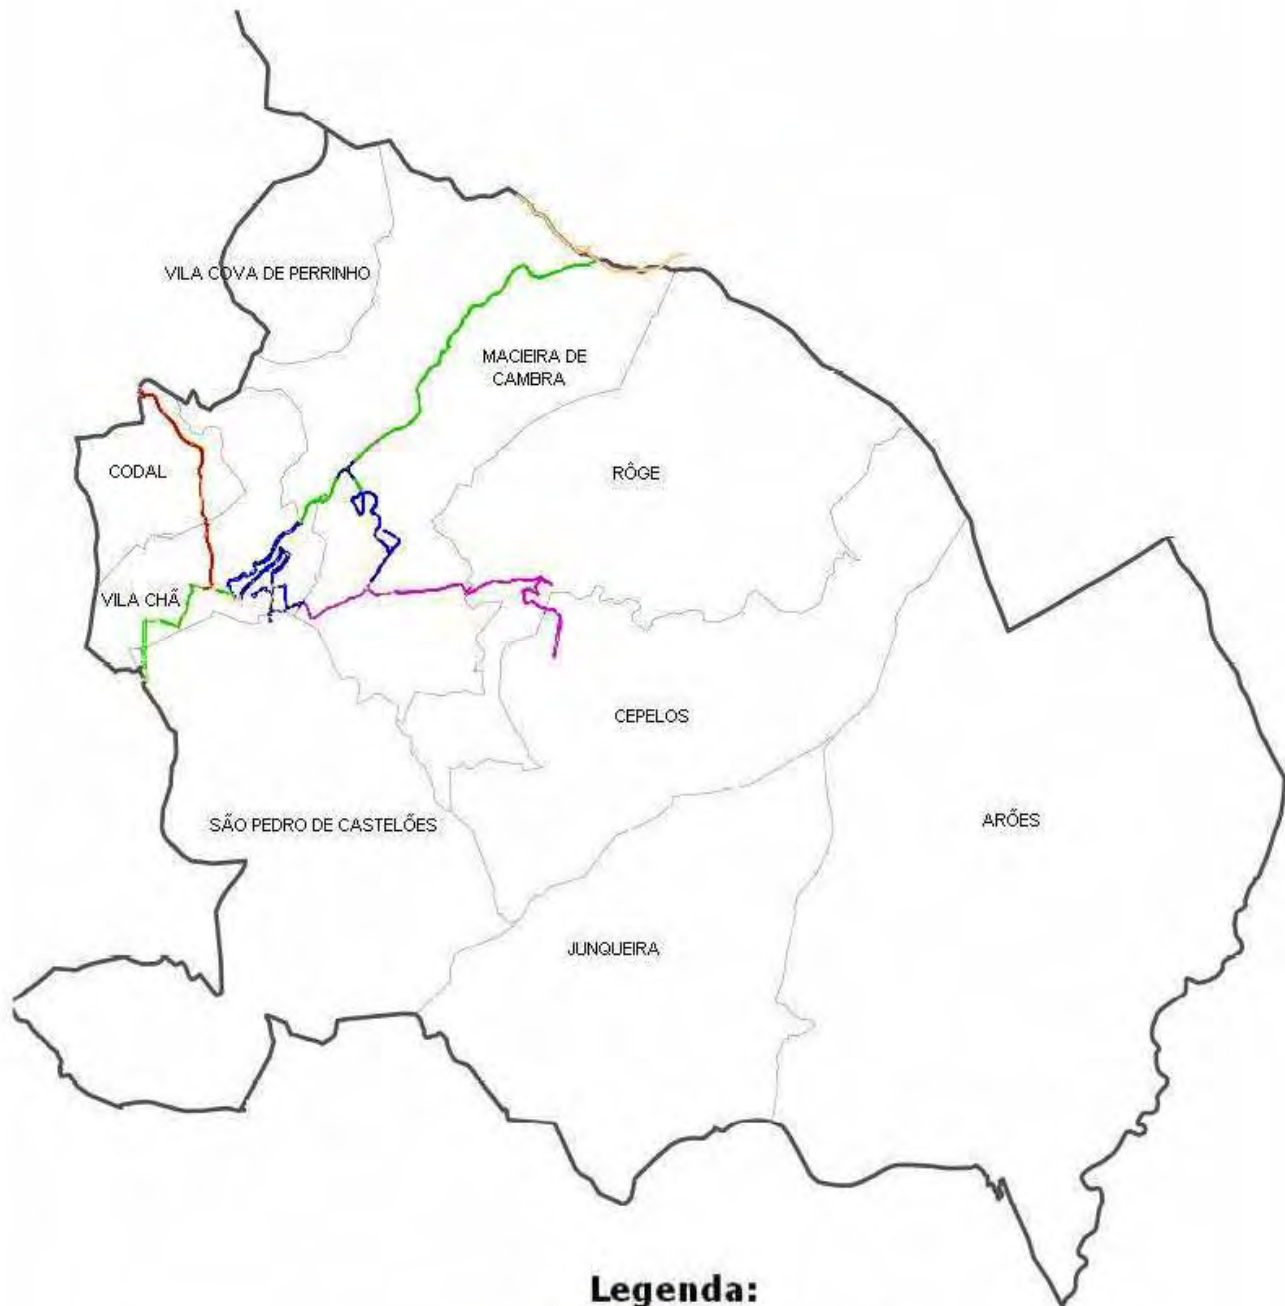 VILA COVA DE PERRINHO
MACIEIRA DE
CAMBRA
CODAL
RÔGE
VILA CHÃ
CEPELOS
SÃO PEDRO DE CASTELÕES
ARÕES
JUNQUEIRA
Legenda: